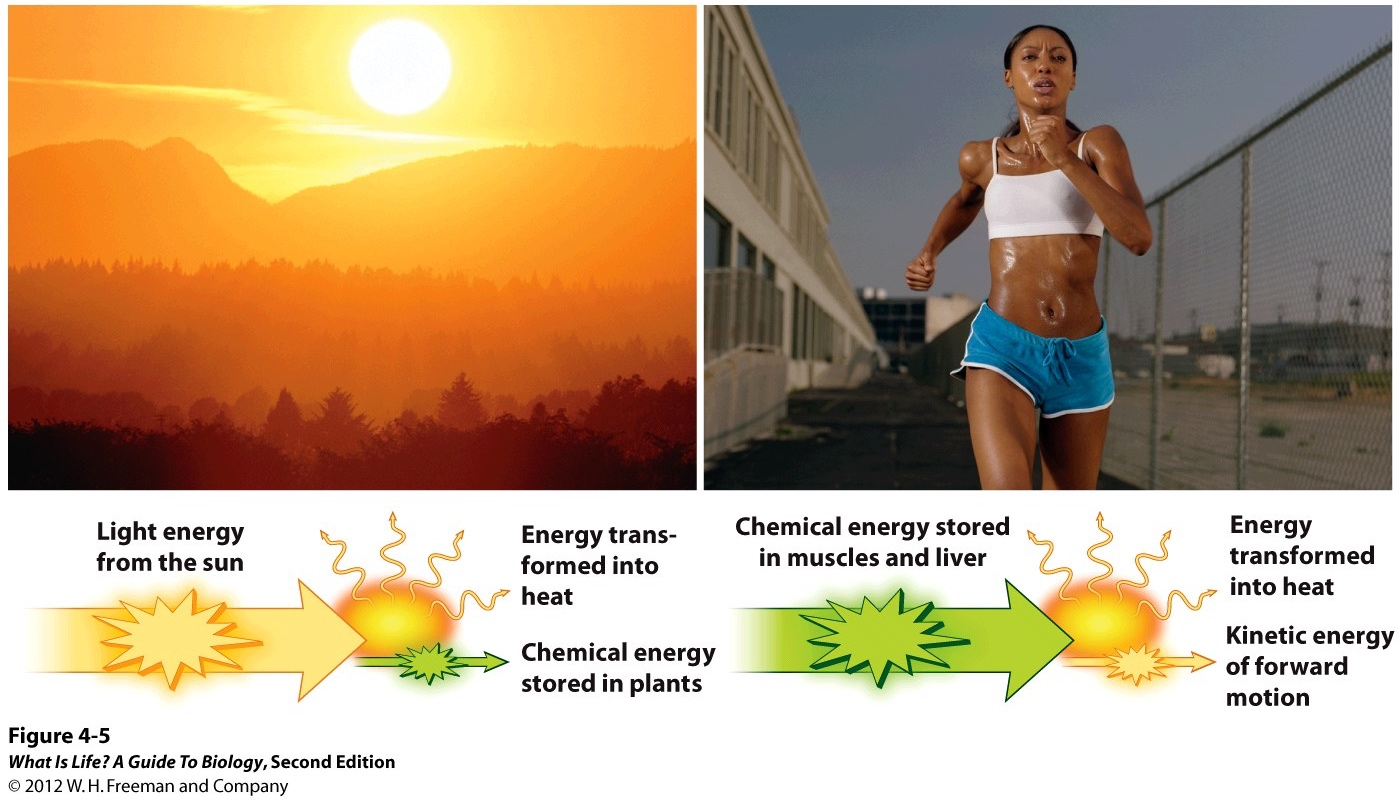 Light energy
from the sun
Energy trans-
formed into
heat
Chemical energy
stored in plants
Chemical energy stored
in muscles and liver
Energy
transformed
into heat
Kinetic energy
of forward
motion
Figure 4-5
What Is Life? A Guide To Biology, Second Edition
© 2012 W. H. Freeman and Company